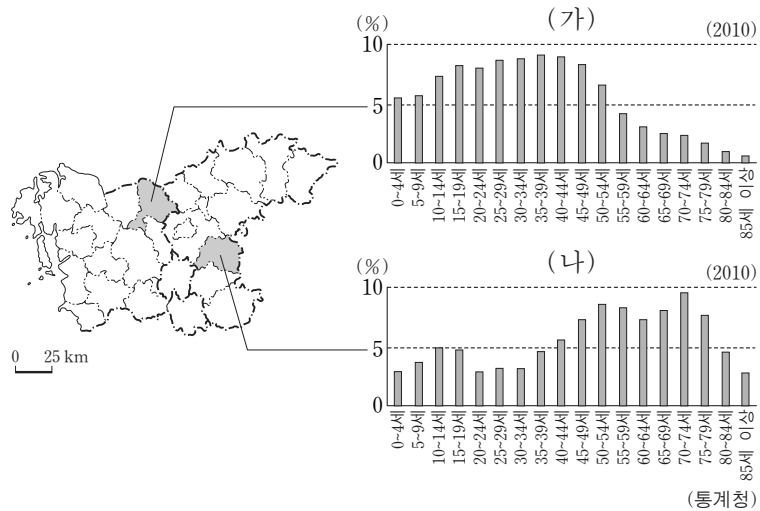 (가)
(%)
(2010)
10
5
0
0~4세
5~9세
10~14세
15~19세
20~24세
25~29세
30~34세
35~39세
40~44세
45~49세
50~54세
55~59세
60~64세
65~69세
70~74세
75~79세
80~84세
85세 이상
(나)
(%)
(2010)
10
5
0
0~4세
5~9세
10~14세
15~19세
20~24세
25~29세
30~34세
35~39세
40~44세
45~49세
50~54세
55~59세
60~64세
65~69세
70~74세
75~79세
80~84세
85세 이상
0 25 km
(통계청)